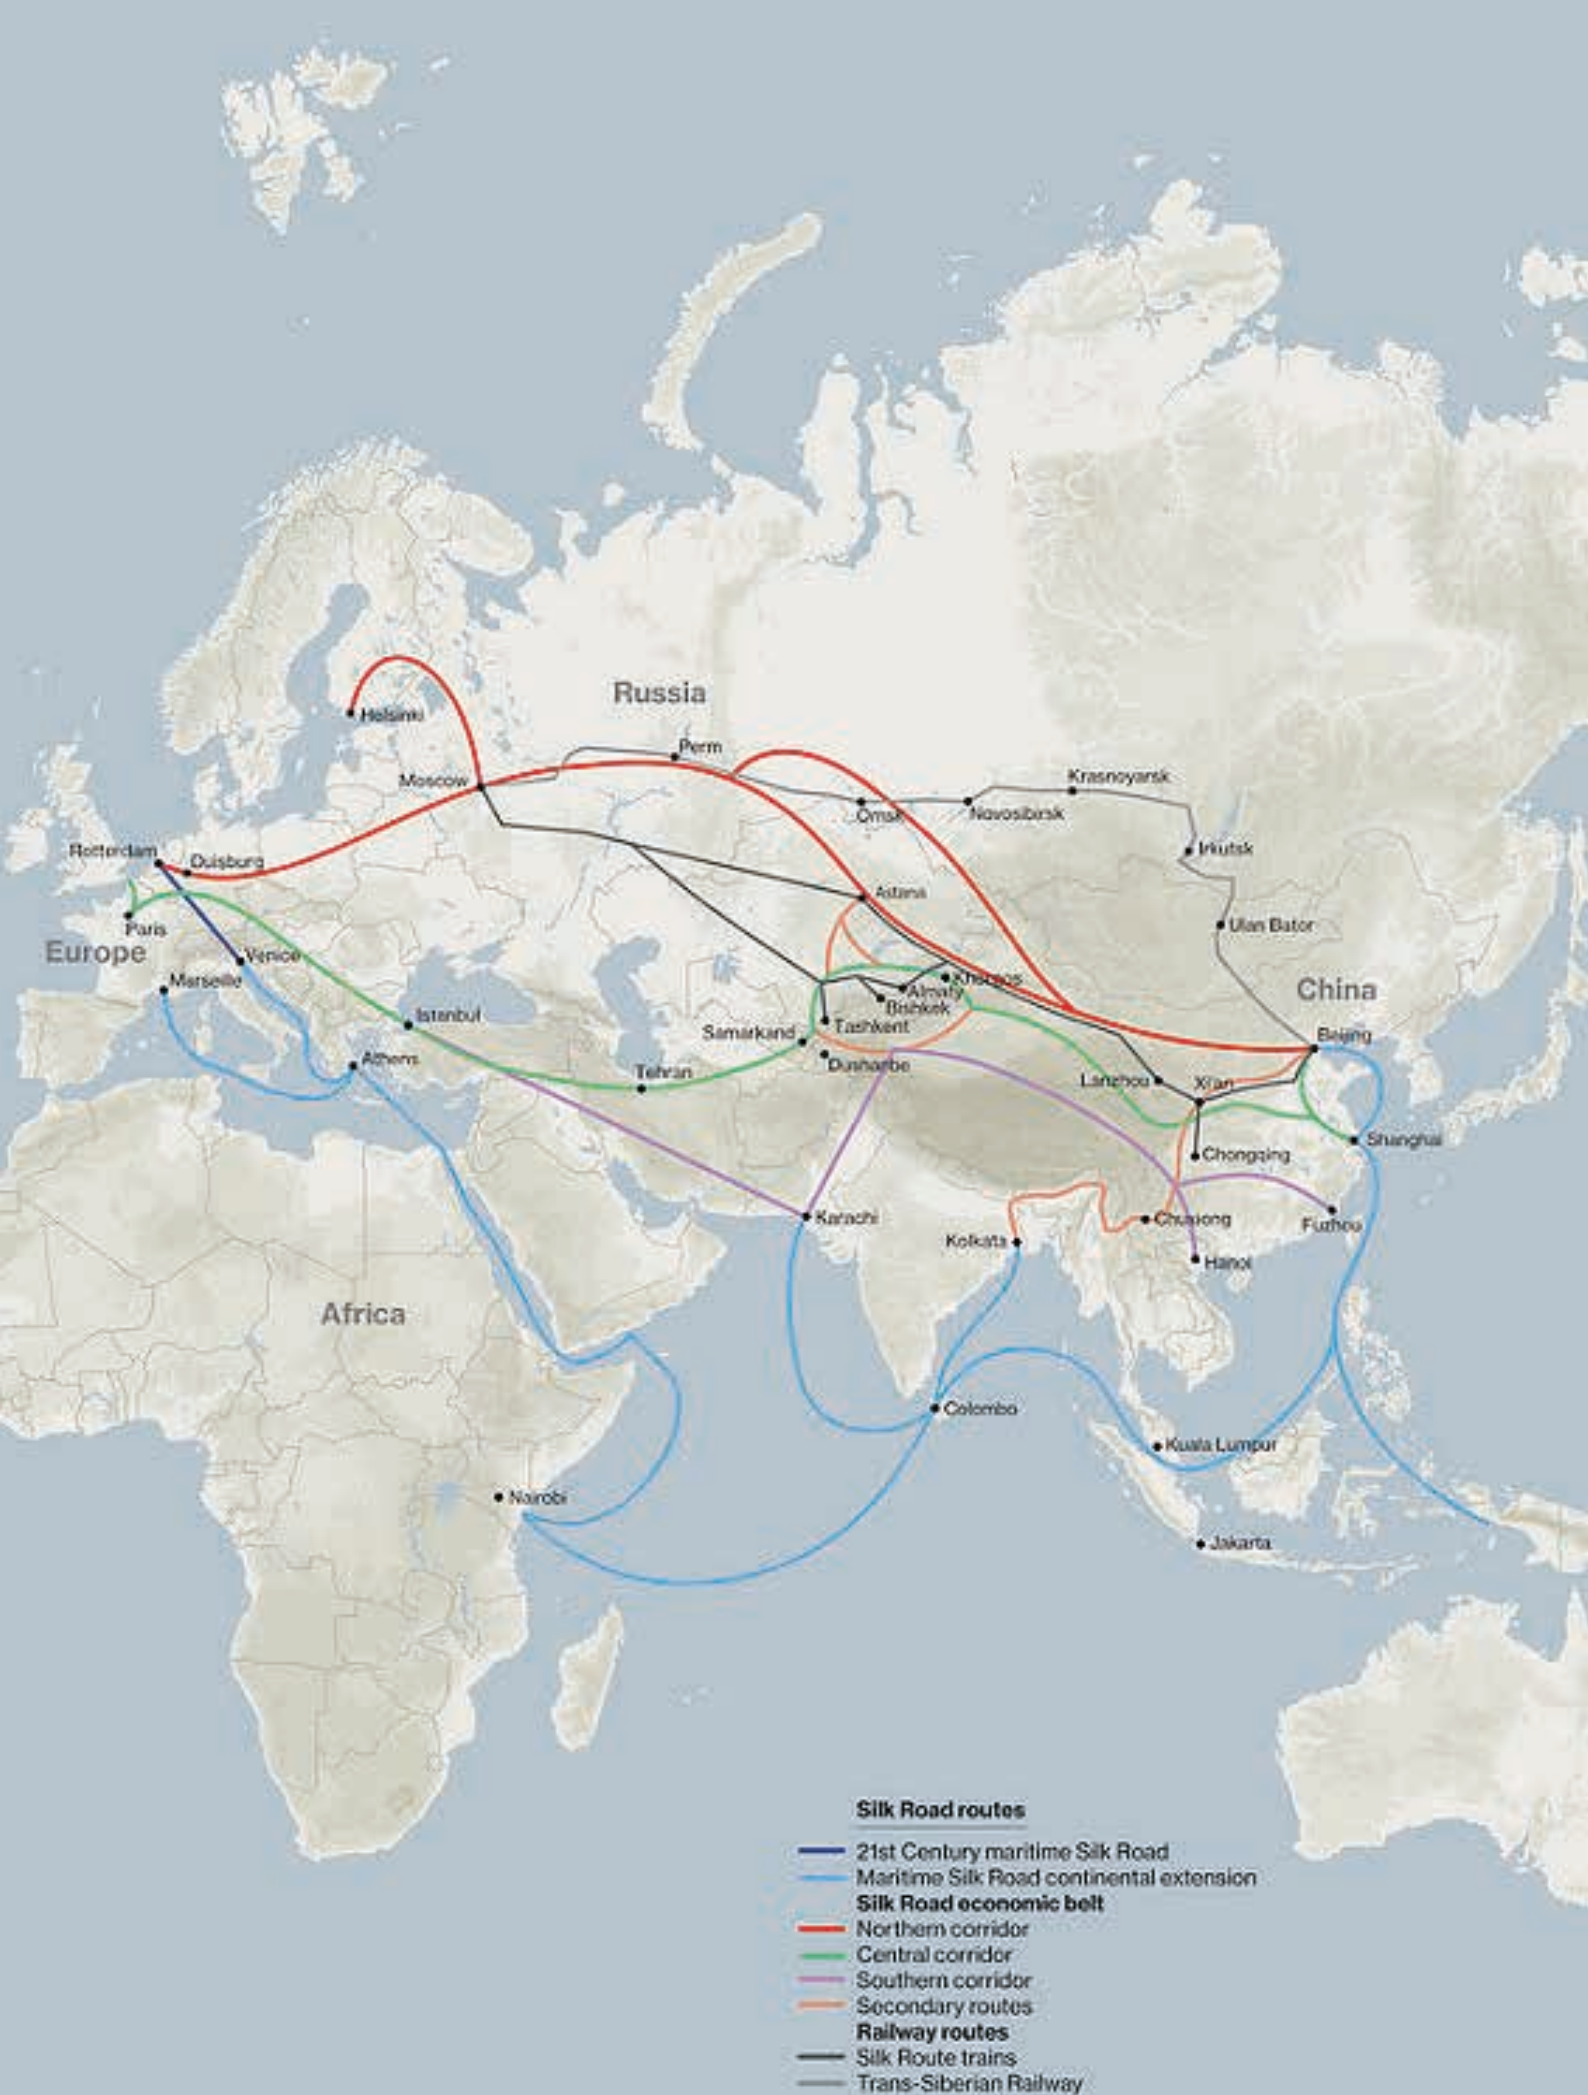 Helsinki
Russia
Perm
Moscow
Krasnoyarsk
Omsk
Novosibirsk
Rotterdam
Duisburg
Irkutsk
Astana
Paris
Ulan Bator
Europe
Venice
Marseille
Khorgos
Almaty
China
Bishkek
Istanbul
Tashkent
Samarkand
Beijing
Athens
Dushanbe
Tehran
Lanzhou
Xi'an
Shanghai
Chongqing
Karachi
Chuxiong
Fuzhou
Kolkata
Hanoi
Africa
Colombo
Kuala Lumpur
Nairobi
Jakarta
Silk Road routes
21st Century maritime Silk Road
Maritime Silk Road continental extension
Silk Road economic belt
Northern corridor
Central corridor
Southern corridor
Secondary routes
Railway routes
Silk Route trains
Trans-Siberian Railway